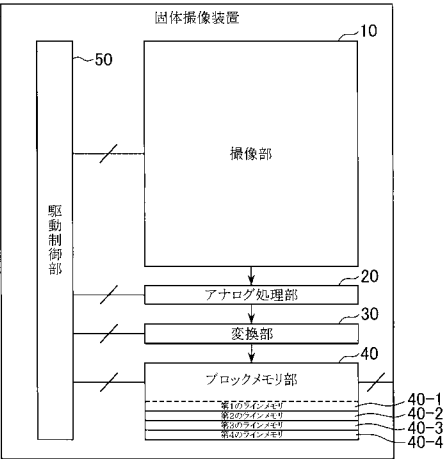 固体撮像装置
10
50
撮像部
駆動制御部
20
アナログ処理部
30
変換部
40
ブロックメモリ部
第1のラインメモリ
40-1
第2のラインメモリ
40-2
第3のラインメモリ
40-3
第4のラインメモリ
40-4